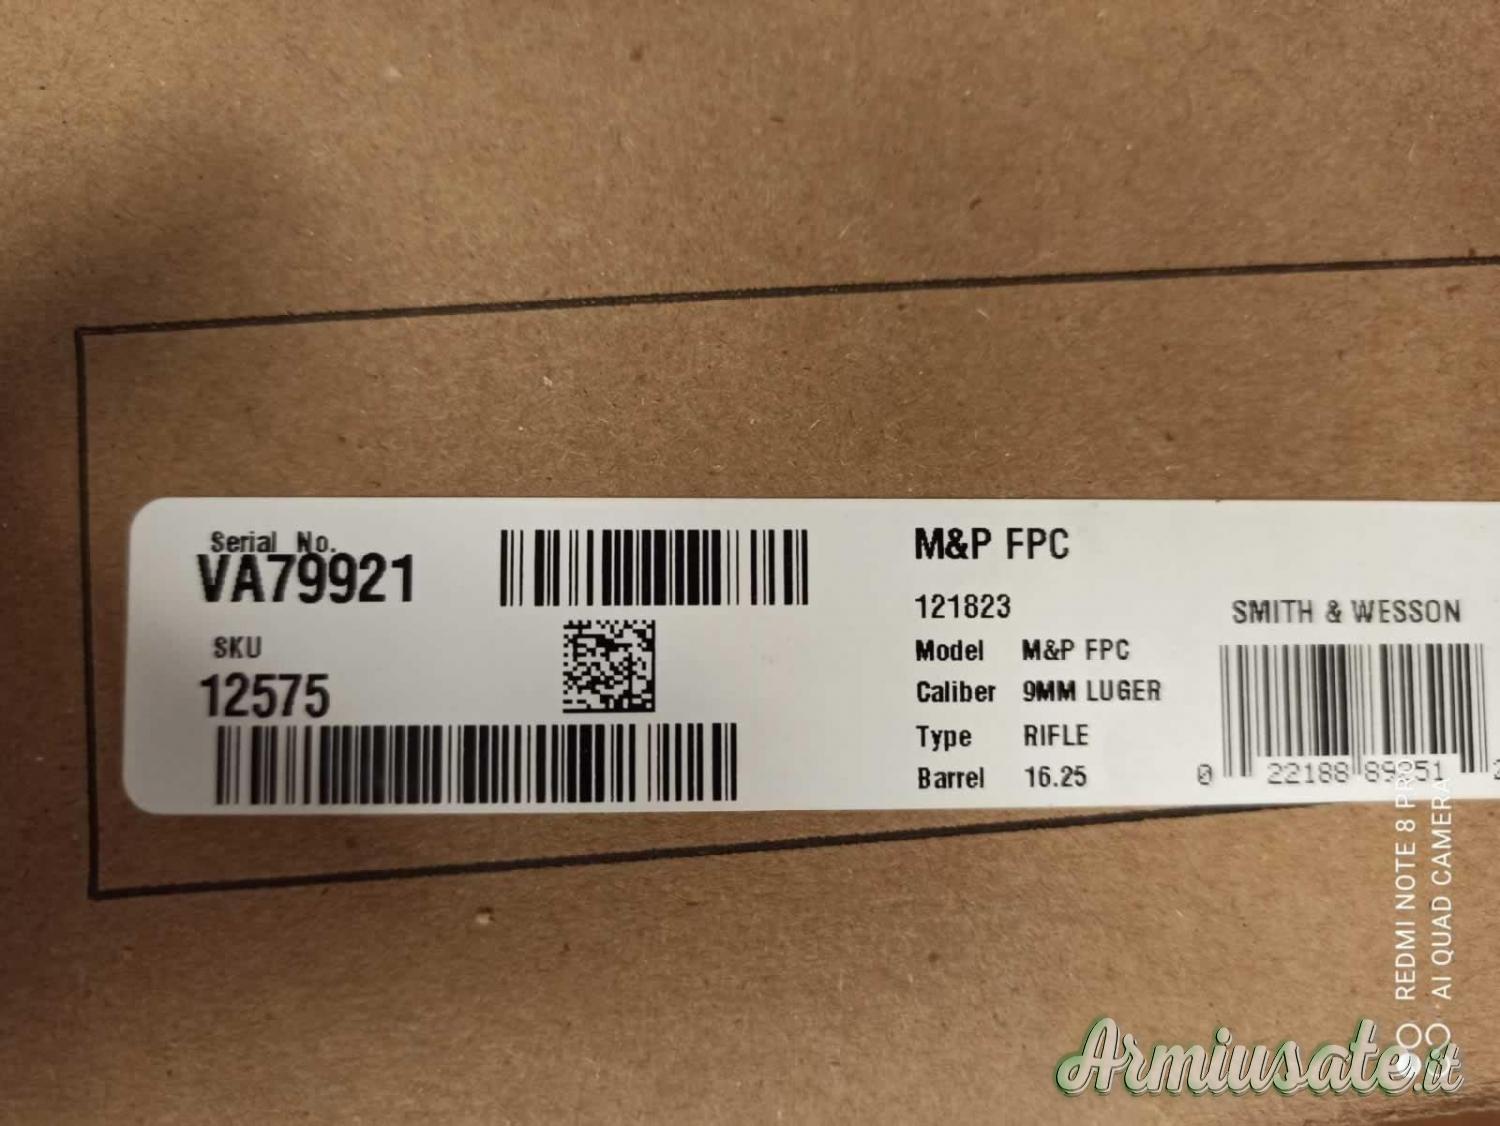 Serial No.
VA79921
SKU
12575
M&P FPC
121823
Model M&P FPC
Caliber 9MM LUGER
Type RIFLE
Barrel 16.25
SMITH & WESSON
0 22188 89251
REDMI NOTE 8 PRO
AI QUAD CAMERA
Armiusate.it